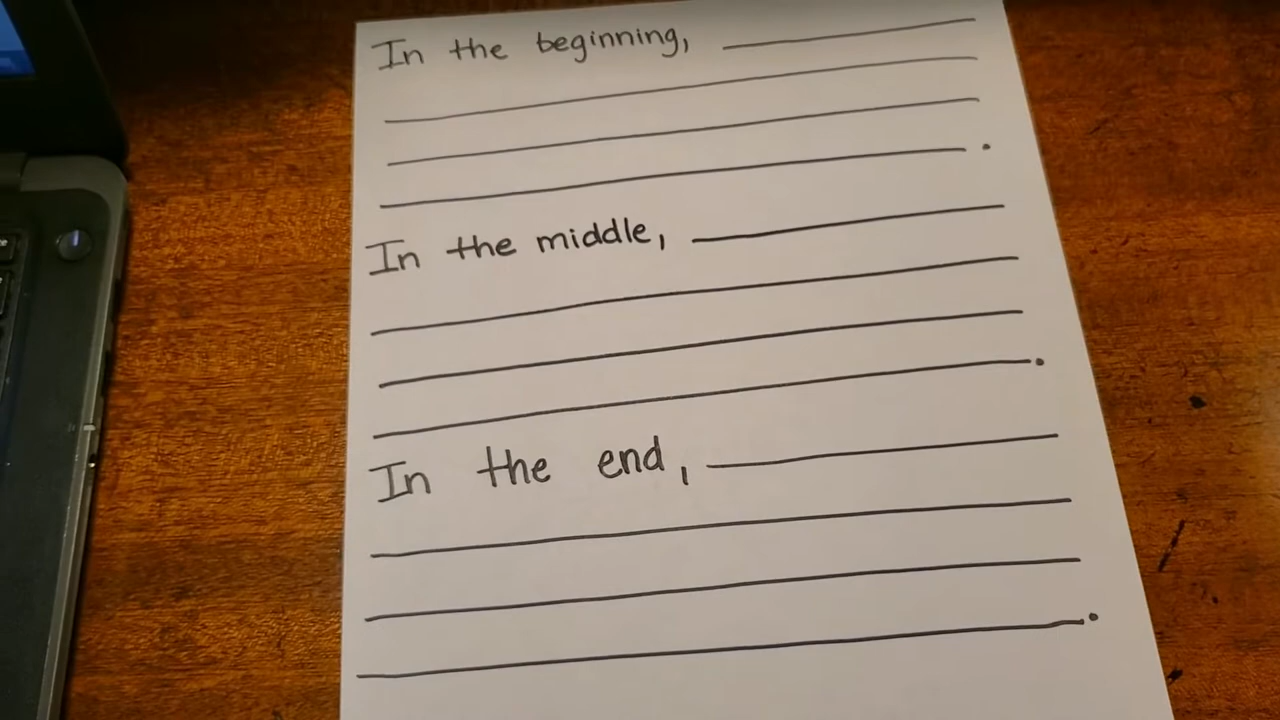 In the beginning,
In the middle,
In the end,